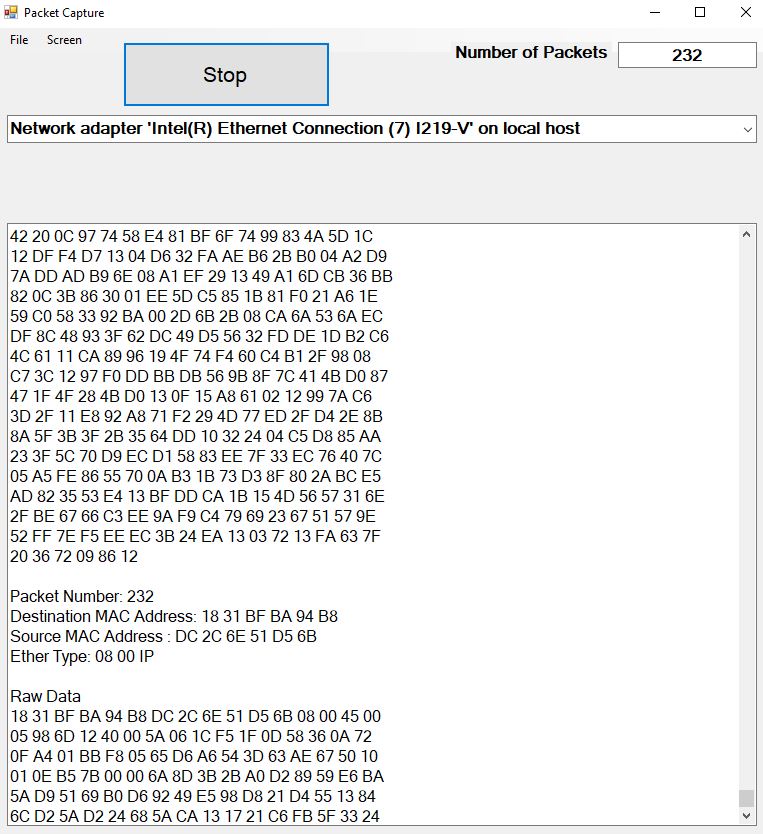 Packet Capture
File Screen
Stop
Number of Packets 232
Network adapter 'Intel(R) Ethernet Connection (7) I219-V' on local host
42 20 0C 97 74 58 E4 81 BF 6F 74 99 83 4A 5D 1C
12 DF F4 D7 13 04 D6 32 FA AE B6 2B B0 04 A2 D9
7A DD AD B9 6E 08 A1 EF 29 13 49 A1 6D CB 36 BB
82 0C 3B 86 30 01 EE 5D C5 85 1B 81 F0 21 A6 1E
59 C0 58 33 92 BA 00 2D 6B 2B 08 CA 6A 53 6A EC
DF 8C 48 93 3F 62 DC 49 D5 56 32 FD DE 1D B2 C6
4C 61 11 CA 89 96 19 4F 74 F4 60 C4 B1 2F 98 08
C7 3C 12 97 F0 DD BB DB 56 9B 8F 7C 41 4B D0 87
47 1F 4F 28 4B D0 13 0F 15 A8 61 02 12 99 7A C6
3D 2F 11 E8 92 A8 71 F2 29 4D 77 ED 2F D4 2E 8B
8A 5F 3B 3F 2B 35 64 DD 10 32 24 04 C5 D8 85 AA
23 3F 5C 70 D9 EC D1 58 83 EE 7F 33 EC 76 40 7C
05 A5 FE 86 55 70 0A B3 1B 73 D3 8F 80 2A BC E5
AD 82 35 53 E4 13 BF DD CA 1B 15 4D 56 57 31 6E
2F BE 67 66 C3 EE 9A F9 C4 79 69 23 67 51 57 9E
52 FF 7E F5 EE EC 3B 24 EA 13 03 72 13 FA 63 7F
20 36 72 09 86 12
Packet Number: 232
Destination MAC Address: 18 31 BF BA 94 B8
Source MAC Address : DC 2C 6E 51 D5 6B
Ether Type: 08 00 IP
Raw Data
18 31 BF BA 94 B8 DC 2C 6E 51 D5 6B 08 00 45 00
05 98 6D 12 40 00 5A 06 1C F5 1F 0D 58 36 0A 72
0F A4 01 BB F8 05 65 D6 A6 54 3D 63 AE 67 50 10
01 0E B5 7B 00 00 6A 8D 3B 2B A0 D2 89 59 E6 BA
5A D9 51 69 B0 D6 92 49 E5 98 D8 21 D4 55 13 84
6C D2 5A D2 24 68 5A CA 13 17 21 C6 FB 5F 33 24